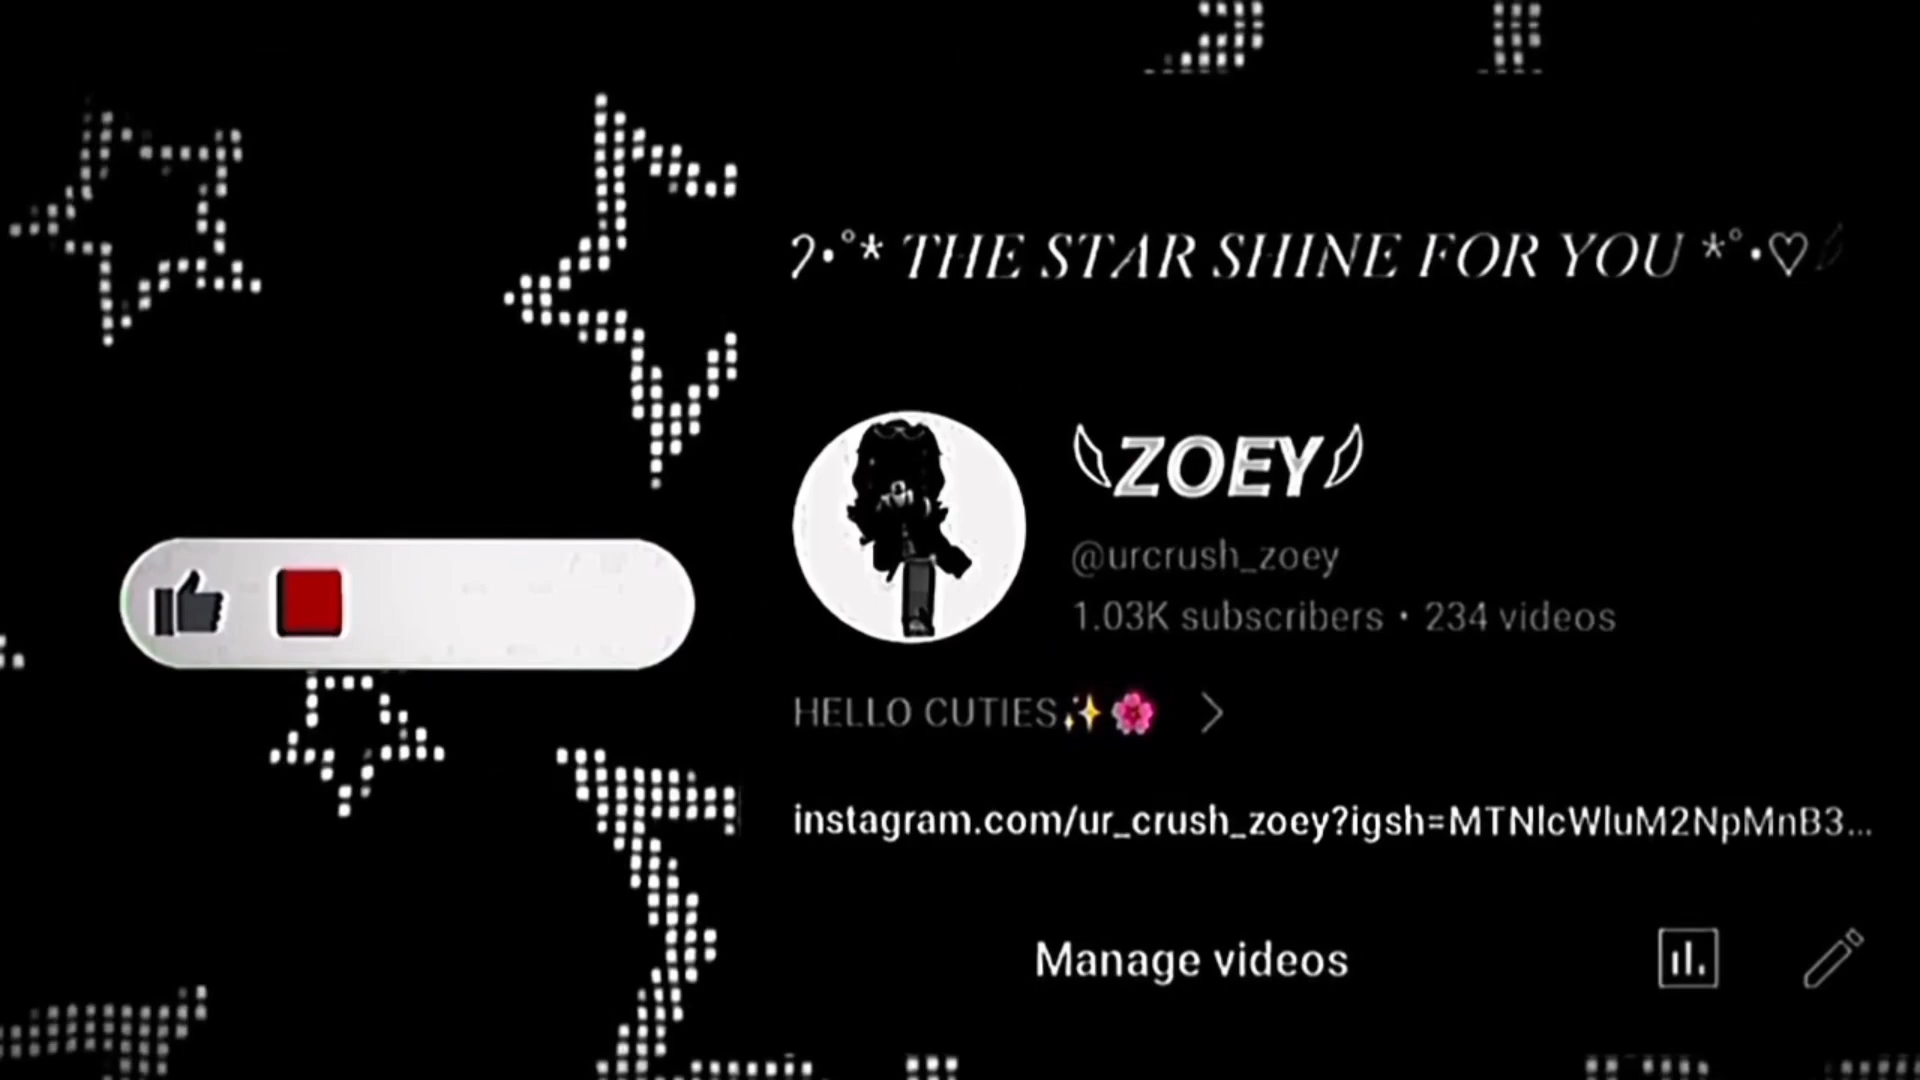 ʔ•˚* THE STAR SHINE FOR YOU *˚•♡
ZOEY
@urcrush_zoey
1.03K subscribers • 234 videos
HELLO CUTIES✨🌸 >
instagram.com/ur_crush_zoey?igsh=MTNlcWluM2NpMnB3...
Manage videos